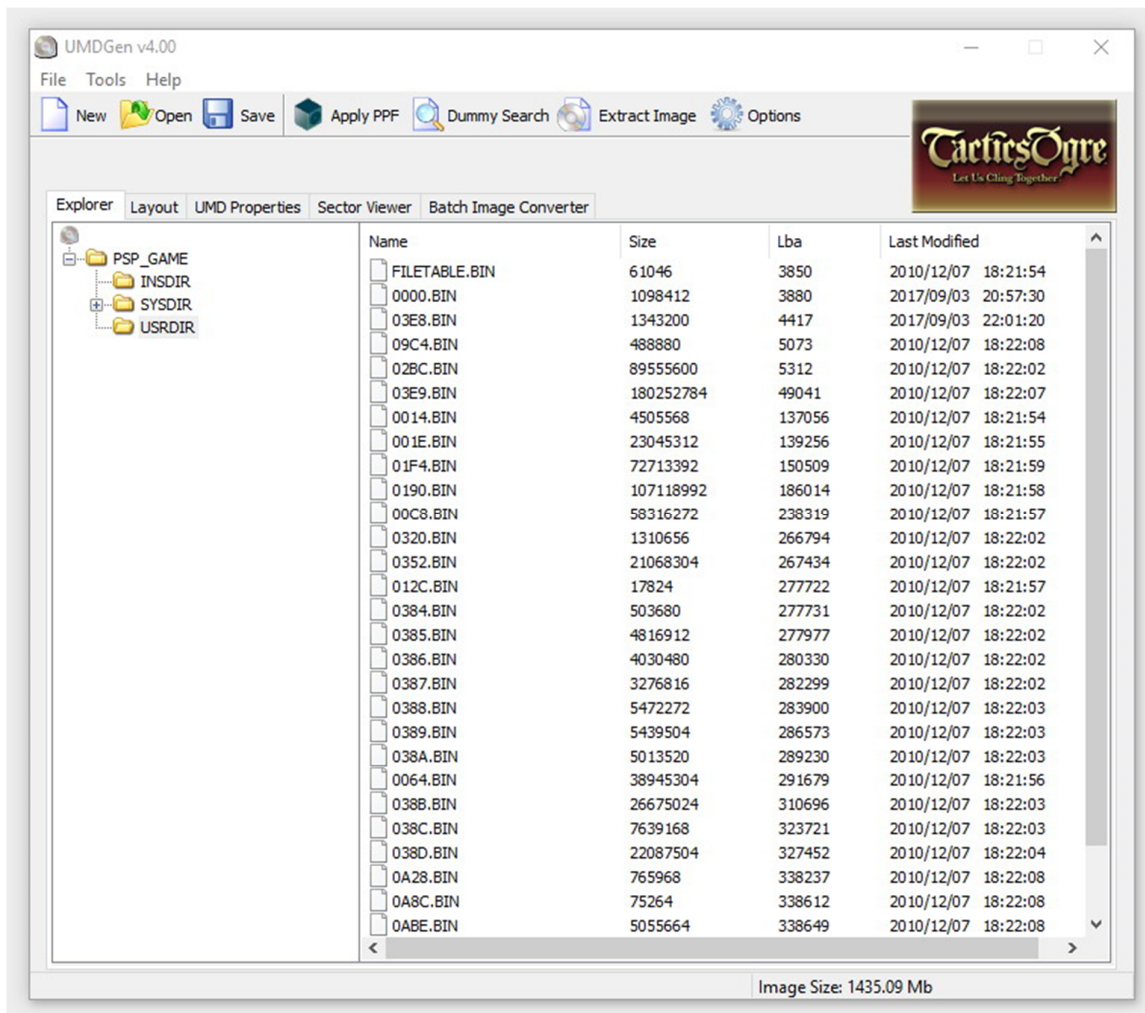 UMDGen v4.00
File Tools Help
New Open Save Apply PPF Dummy Search Extract Image Options
TacticsOgre
Let Us Cling Together
Explorer Layout UMD Properties Sector Viewer Batch Image Converter
PSP_GAME
INSDIR
SYSDIR
USRDIR
Name Size Lba Last Modified
FILETABLE.BIN 61046 3850 2010/12/07 18:21:54
0000.BIN 1098412 3880 2017/09/03 20:57:30
03E8.BIN 1343200 4417 2017/09/03 22:01:20
09C4.BIN 488880 5073 2010/12/07 18:22:08
02BC.BIN 89555600 5312 2010/12/07 18:22:02
03E9.BIN 180252784 49041 2010/12/07 18:22:07
0014.BIN 4505568 137056 2010/12/07 18:21:54
001E.BIN 23045312 139256 2010/12/07 18:21:55
01F4.BIN 72713392 150509 2010/12/07 18:21:59
0190.BIN 107118992 186014 2010/12/07 18:21:58
00C8.BIN 58316272 238319 2010/12/07 18:21:57
0320.BIN 1310656 266794 2010/12/07 18:22:02
0352.BIN 21068304 267434 2010/12/07 18:22:02
012C.BIN 17824 277722 2010/12/07 18:21:57
0384.BIN 503680 277731 2010/12/07 18:22:02
0385.BIN 4816912 277977 2010/12/07 18:22:02
0386.BIN 4030480 280330 2010/12/07 18:22:02
0387.BIN 3276816 282299 2010/12/07 18:22:02
0388.BIN 5472272 283900 2010/12/07 18:22:03
0389.BIN 5439504 286573 2010/12/07 18:22:03
038A.BIN 5013520 289230 2010/12/07 18:22:03
0064.BIN 38945304 291679 2010/12/07 18:21:56
038B.BIN 26675024 310696 2010/12/07 18:22:03
038C.BIN 7639168 323721 2010/12/07 18:22:03
038D.BIN 22087504 327452 2010/12/07 18:22:04
0A28.BIN 765968 338237 2010/12/07 18:22:08
0A8C.BIN 75264 338612 2010/12/07 18:22:08
0ABE.BIN 5055664 338649 2010/12/07 18:22:08
Image Size: 1435.09 Mb